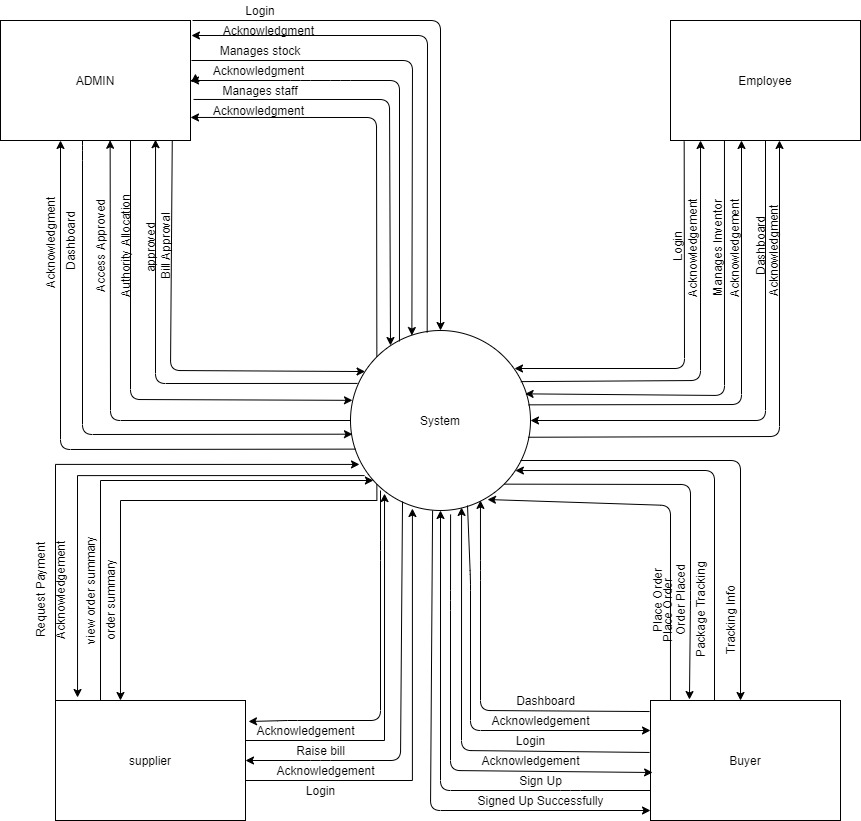 Login
Acknowledgment
Manages stock
Acknowledgment
Manages staff
Acknowledgment
ADMIN
Employee
Acknowledgment
Dashboard
Access Approved
Authority Allocation
approved
Bill Approval
Login
Acknowledgement
Manages Inventor
Acknowledgement
Dashboard
Acknowledgment
System
Request Payment
Acknowledgement
view order summary
order summary
Place Order
Place Order
Order Placed
Package Tracking
Tracking Info
supplier
Acknowledgement
Raise bill
Acknowledgement
Login
Dashboard
Acknowledgement
Login
Acknowledgement
Sign Up
Signed Up Successfully
Buyer